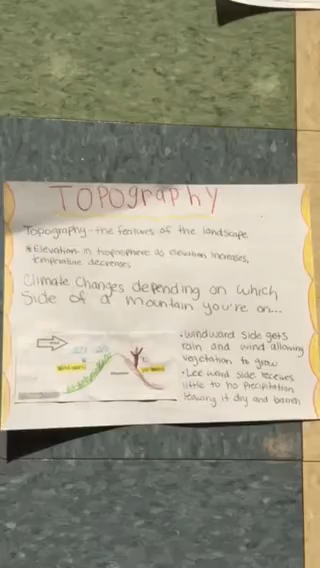 TOPOGRAPHY
Topography - the features of the landscape
*Elevation - in troposphere as elevation increases,
temperature decreases
Climate changes depending on which
side of a mountain you're on...
• Windward side gets
rain and wind allowing
vegetation to grow
• Leeward side receives
little to no precipitation
leaving it dry and barren